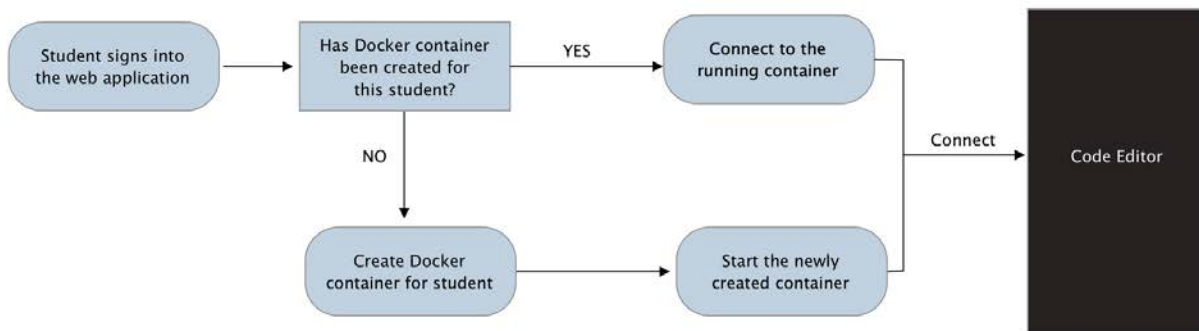 Student signs into
the web application
Has Docker container
been created for
this student?
YES
Connect to the
running container
NO
Create Docker
container for student
Start the newly
created container
Connect
Code Editor